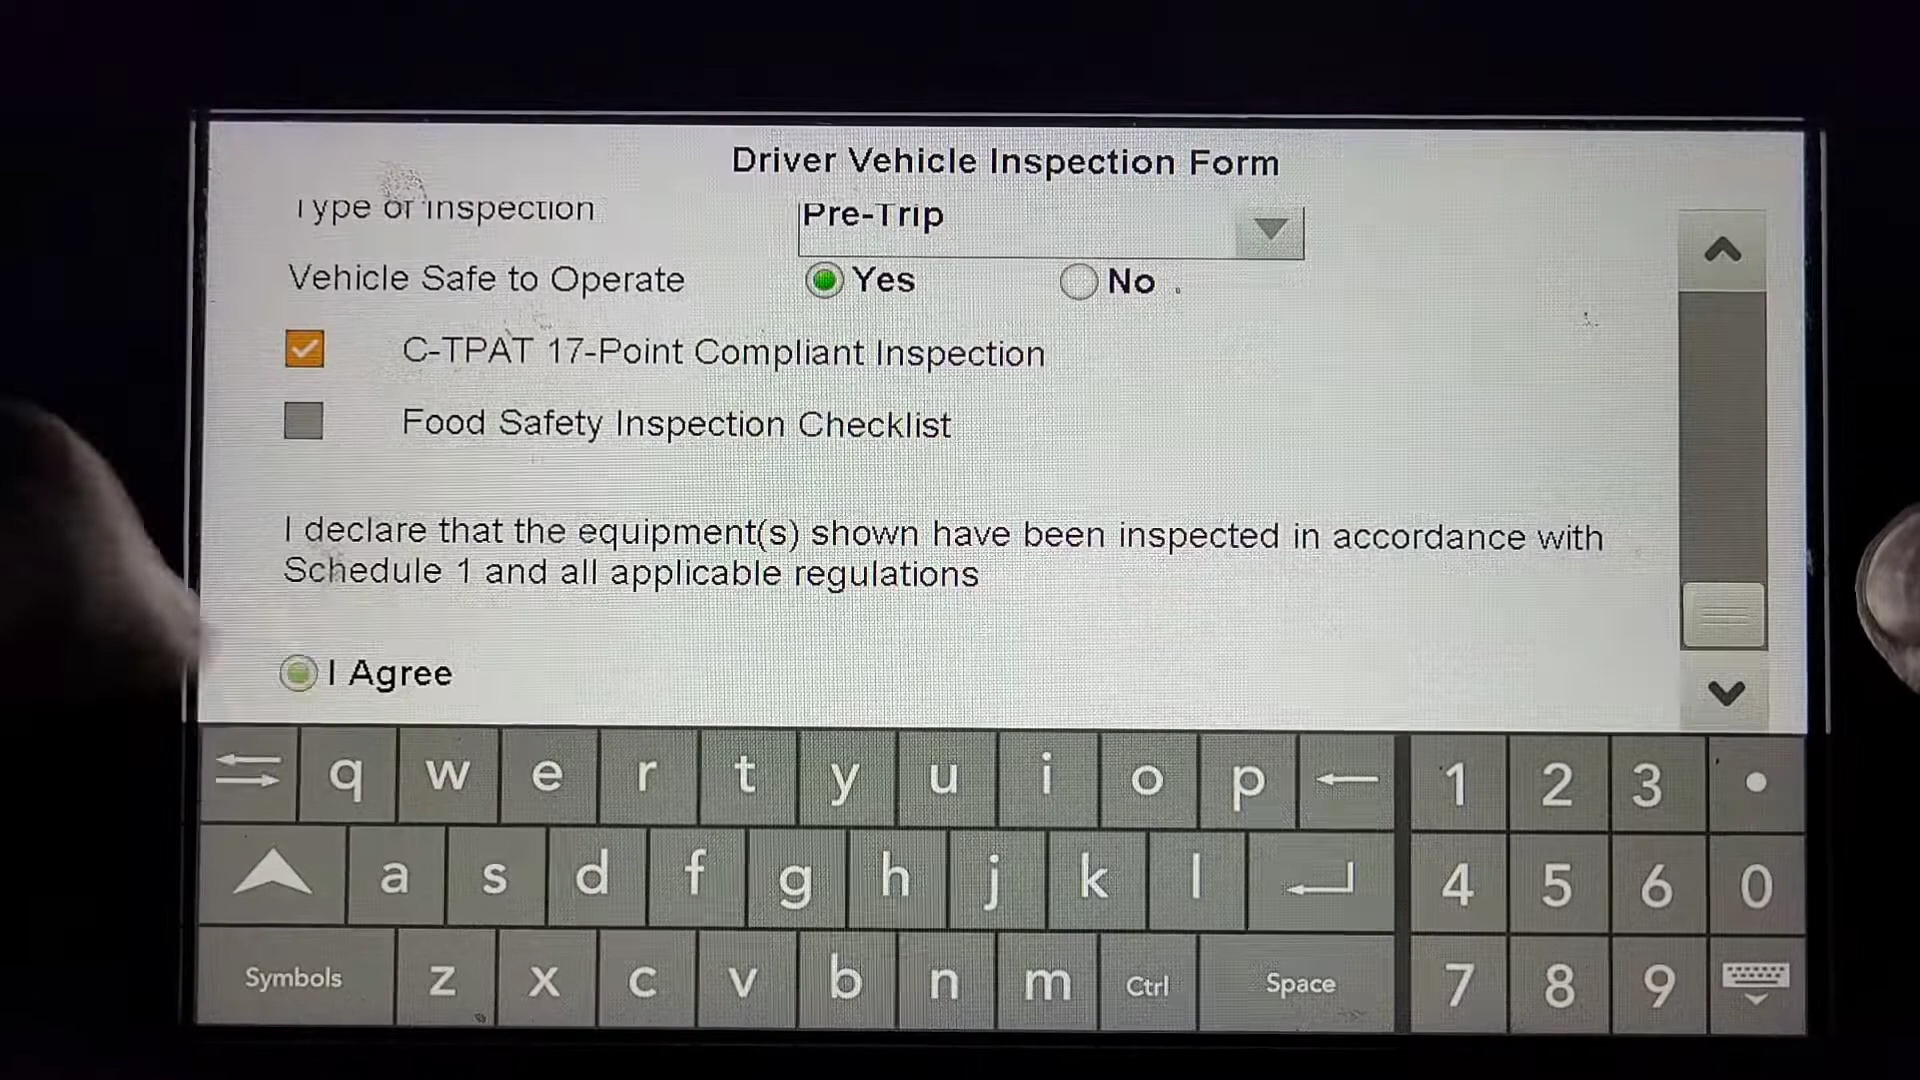 Driver Vehicle Inspection Form
Type of Inspection
Pre-Trip
Vehicle Safe to Operate
Yes
No
C-TPAT 17-Point Compliant Inspection
Food Safety Inspection Checklist
I declare that the equipment(s) shown have been inspected in accordance with
Schedule 1 and all applicable regulations
I Agree
q w e r t y u i o p 1 2 3 .
a s d f g h j k l 4 5 6 0
Symbols z x c v b n m Ctrl Space 7 8 9